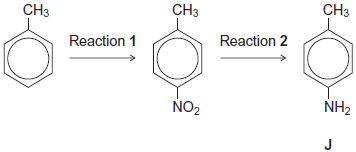 CH3 CH3 CH3
Reaction 1 Reaction 2
NO2 NH2
J